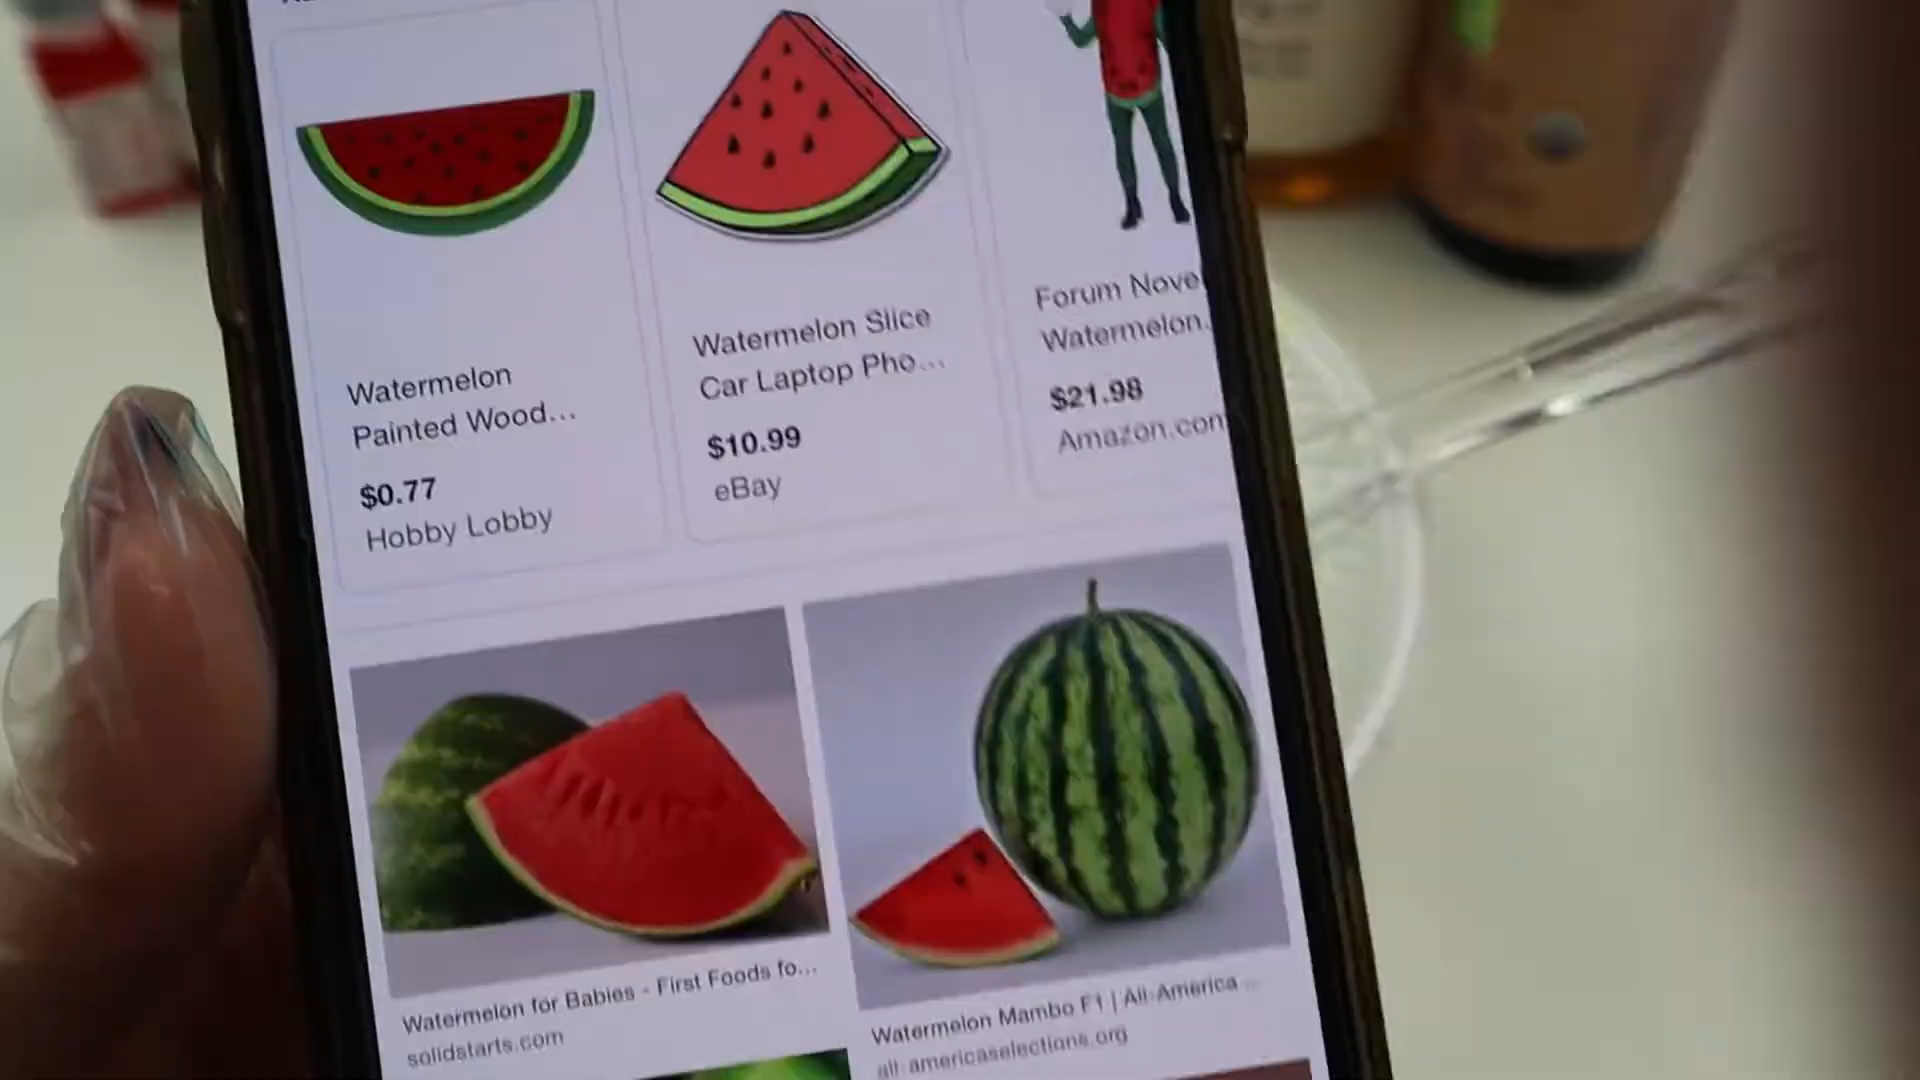 Watermelon
Painted Wood...
$0.77
Hobby Lobby
Watermelon Slice
Car Laptop Pho...
$10.99
eBay
Forum Nove
Watermelon.
$21.98
Amazon.com
Watermelon for Babies - First Foods fo...
solidstarts.com
Watermelon Mambo F1 | All-America ...
all-americaselections.org